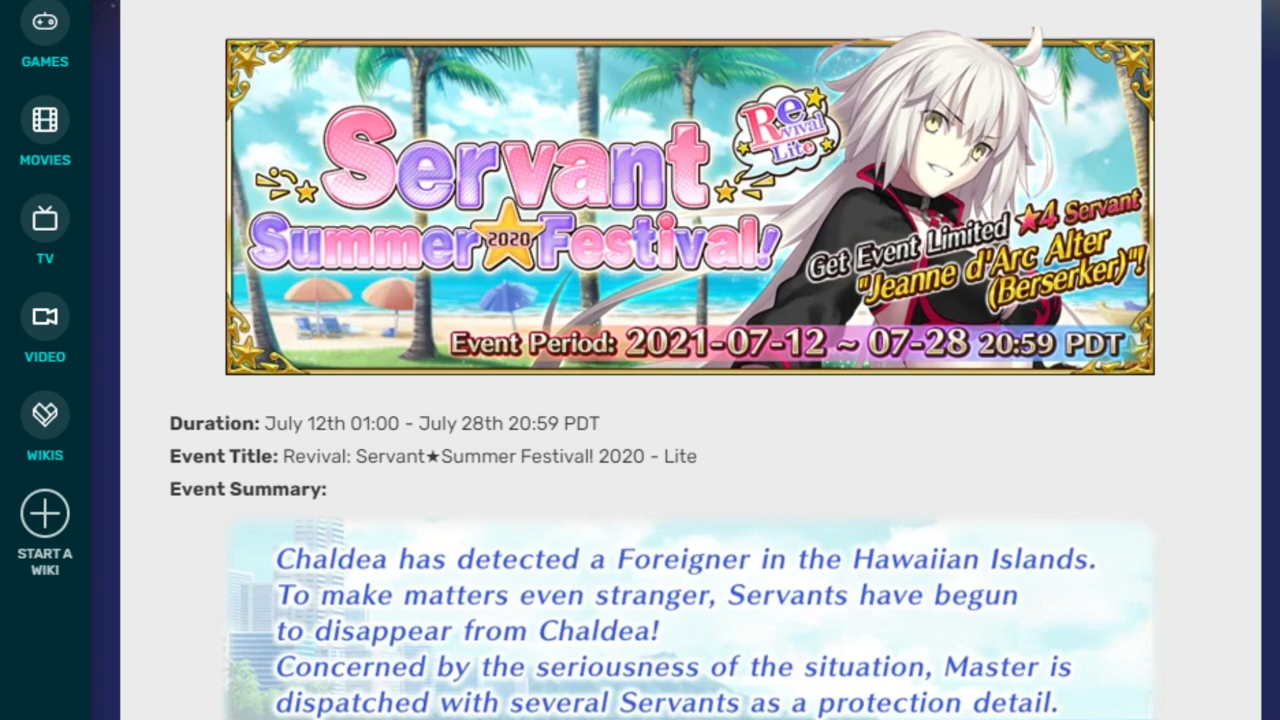 GAMES
MOVIES
TV
VIDEO
WIKIS
START A
WIKI
Servant
Revival
Lite
Summer 2020 Festival!
Get Event Limited ★4 Servant
"Jeanne d'Arc Alter
(Berserker)"!
Event Period: 2021-07-12 ~ 07-28 20:59 PDT
Duration: July 12th 01:00 - July 28th 20:59 PDT
Event Title: Revival: Servant★Summer Festival! 2020 - Lite
Event Summary:
Chaldea has detected a Foreigner in the Hawaiian Islands.
To make matters even stranger, Servants have begun
to disappear from Chaldea!
Concerned by the seriousness of the situation, Master is
dispatched with several Servants as a protection detail.